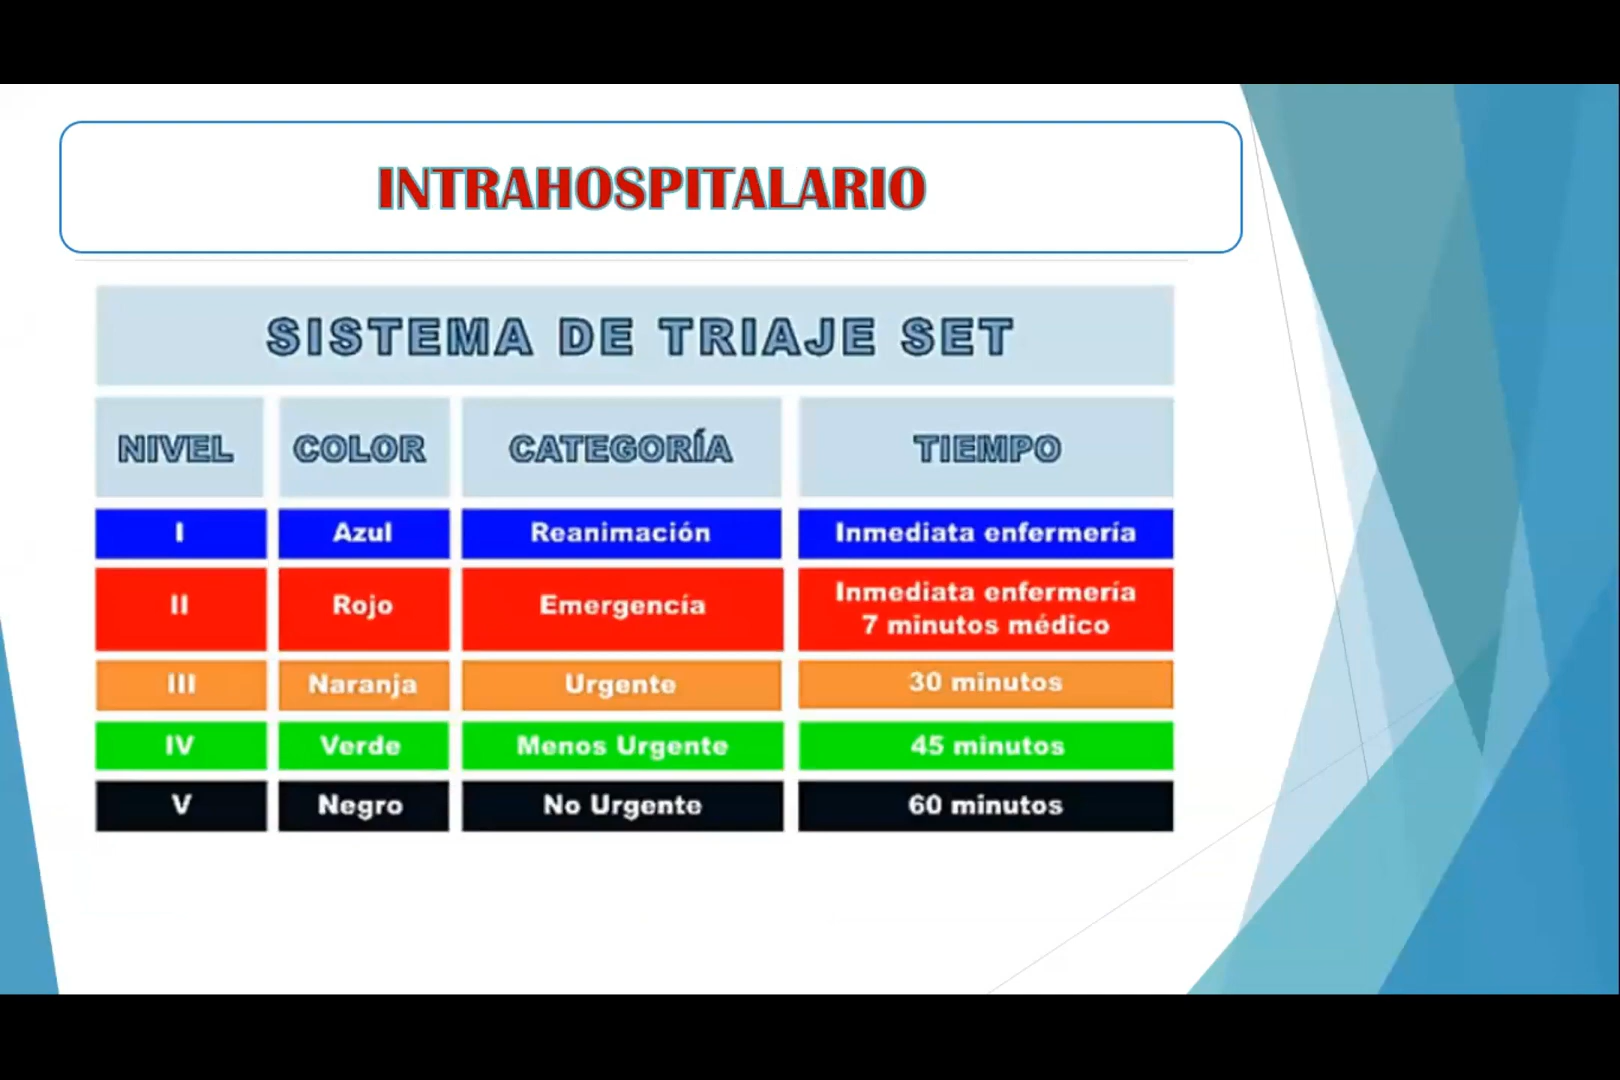 INTRAHOSPITALARIO
SISTEMA DE TRIAJE SET
NIVEL COLOR CATEGORÍA TIEMPO
I Azul Reanimación Inmediata enfermería
II Rojo Emergencía Inmediata enfermería
7 minutos médico
III Naranja Urgente 30 minutos
IV Verde Menos Urgente 45 minutos
V Negro No Urgente 60 minutos